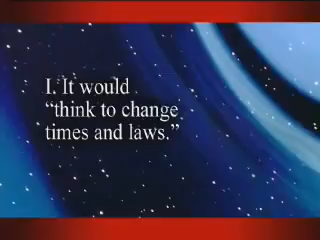 I. It would
“think to change
times and laws.”